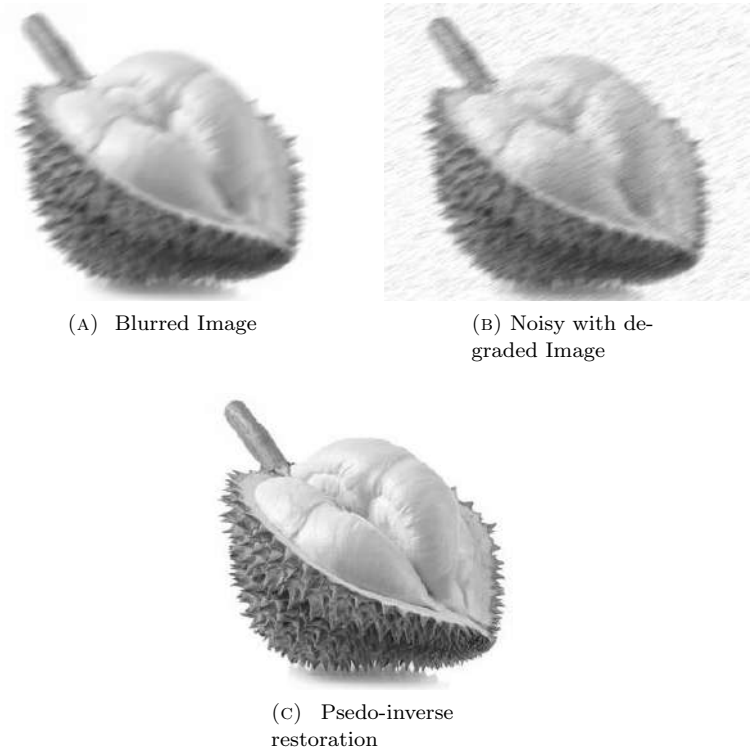 (A) Blurred Image
(B) Noisy with de-
graded Image
(C) Psedo-inverse
restoration